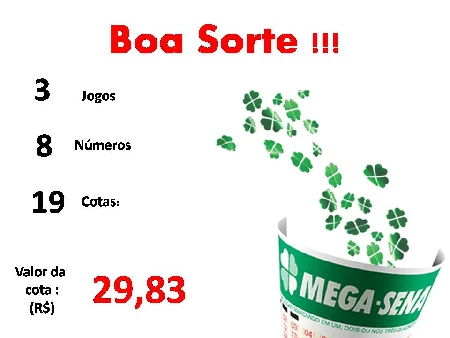 Boa Sorte !!!
3 Jogos
8 Números
19 Cotas:
Valor da
cota :
(R$)
29,83
MEGA-SENA